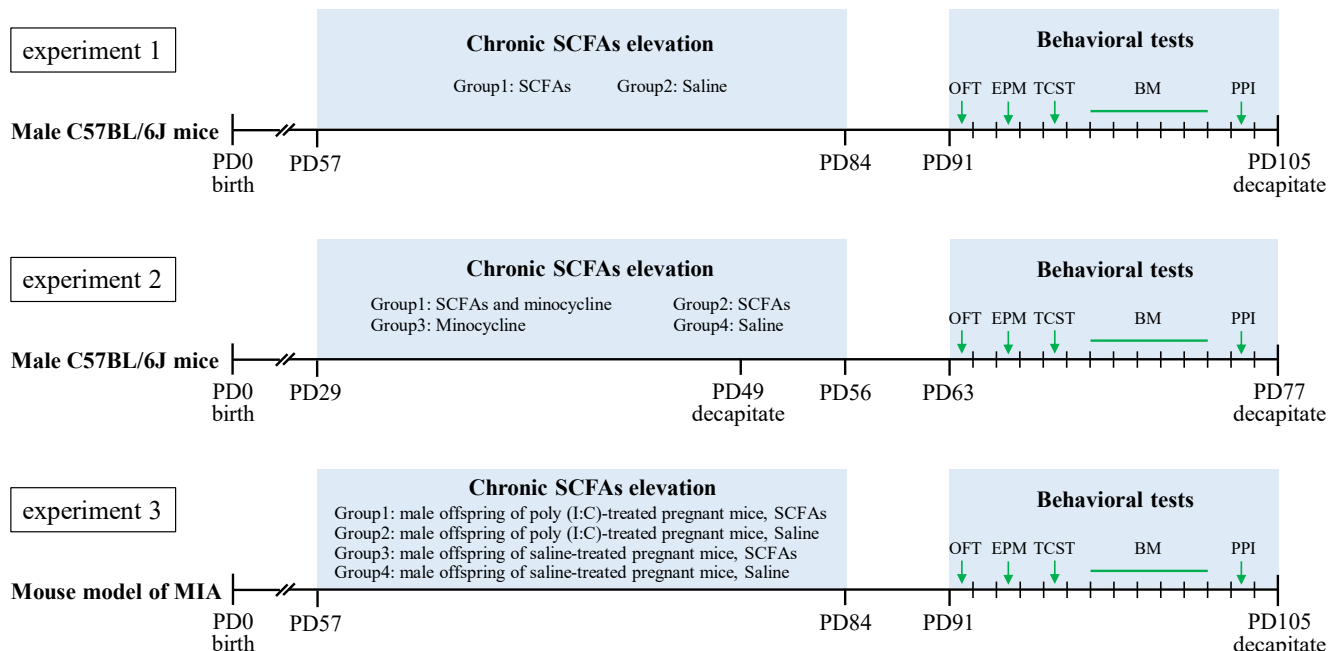 experiment 1
Chronic SCFAs elevation
Group1: SCFAs Group2: Saline
Behavioral tests
OFT EPM TCST BM PPI
Male C57BL/6J mice
PD0 birth
PD57
PD84
PD91
PD105 decapitate
experiment 2
Chronic SCFAs elevation
Group1: SCFAs and minocycline Group2: SCFAs
Group3: Minocycline Group4: Saline
Behavioral tests
OFT EPM TCST BM PPI
Male C57BL/6J mice
PD0 birth
PD29
PD49 decapitate
PD56
PD63
PD77 decapitate
experiment 3
Chronic SCFAs elevation
Group1: male offspring of poly (I:C)-treated pregnant mice, SCFAs
Group2: male offspring of poly (I:C)-treated pregnant mice, Saline
Group3: male offspring of saline-treated pregnant mice, SCFAs
Group4: male offspring of saline-treated pregnant mice, Saline
Behavioral tests
OFT EPM TCST BM PPI
Mouse model of MIA
PD0 birth
PD57
PD84
PD91
PD105 decapitate